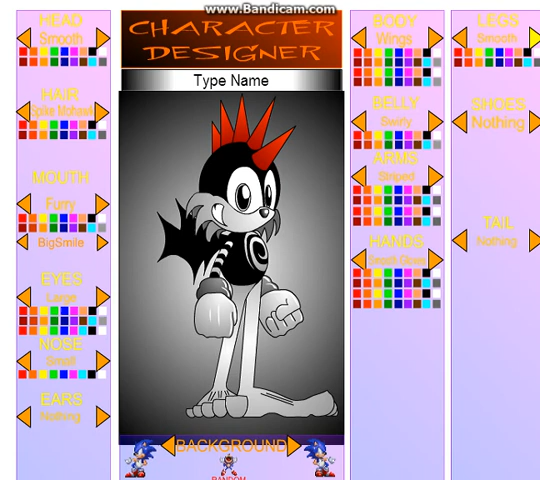 www.Bandicam.com
CHARACTER
DESIGNER
Type Name
HEAD
Smooth
HAIR
Spike Mohawk
MOUTH
Furry
BigSmile
EYES
Large
NOSE
Small
EARS
Nothing
BACKGROUND
RANDOM
BODY
Wings
BELLY
Swirly
ARMS
Striped
HANDS
Smooth Gloves
LEGS
Smooth
SHOES
Nothing
TAIL
Nothing